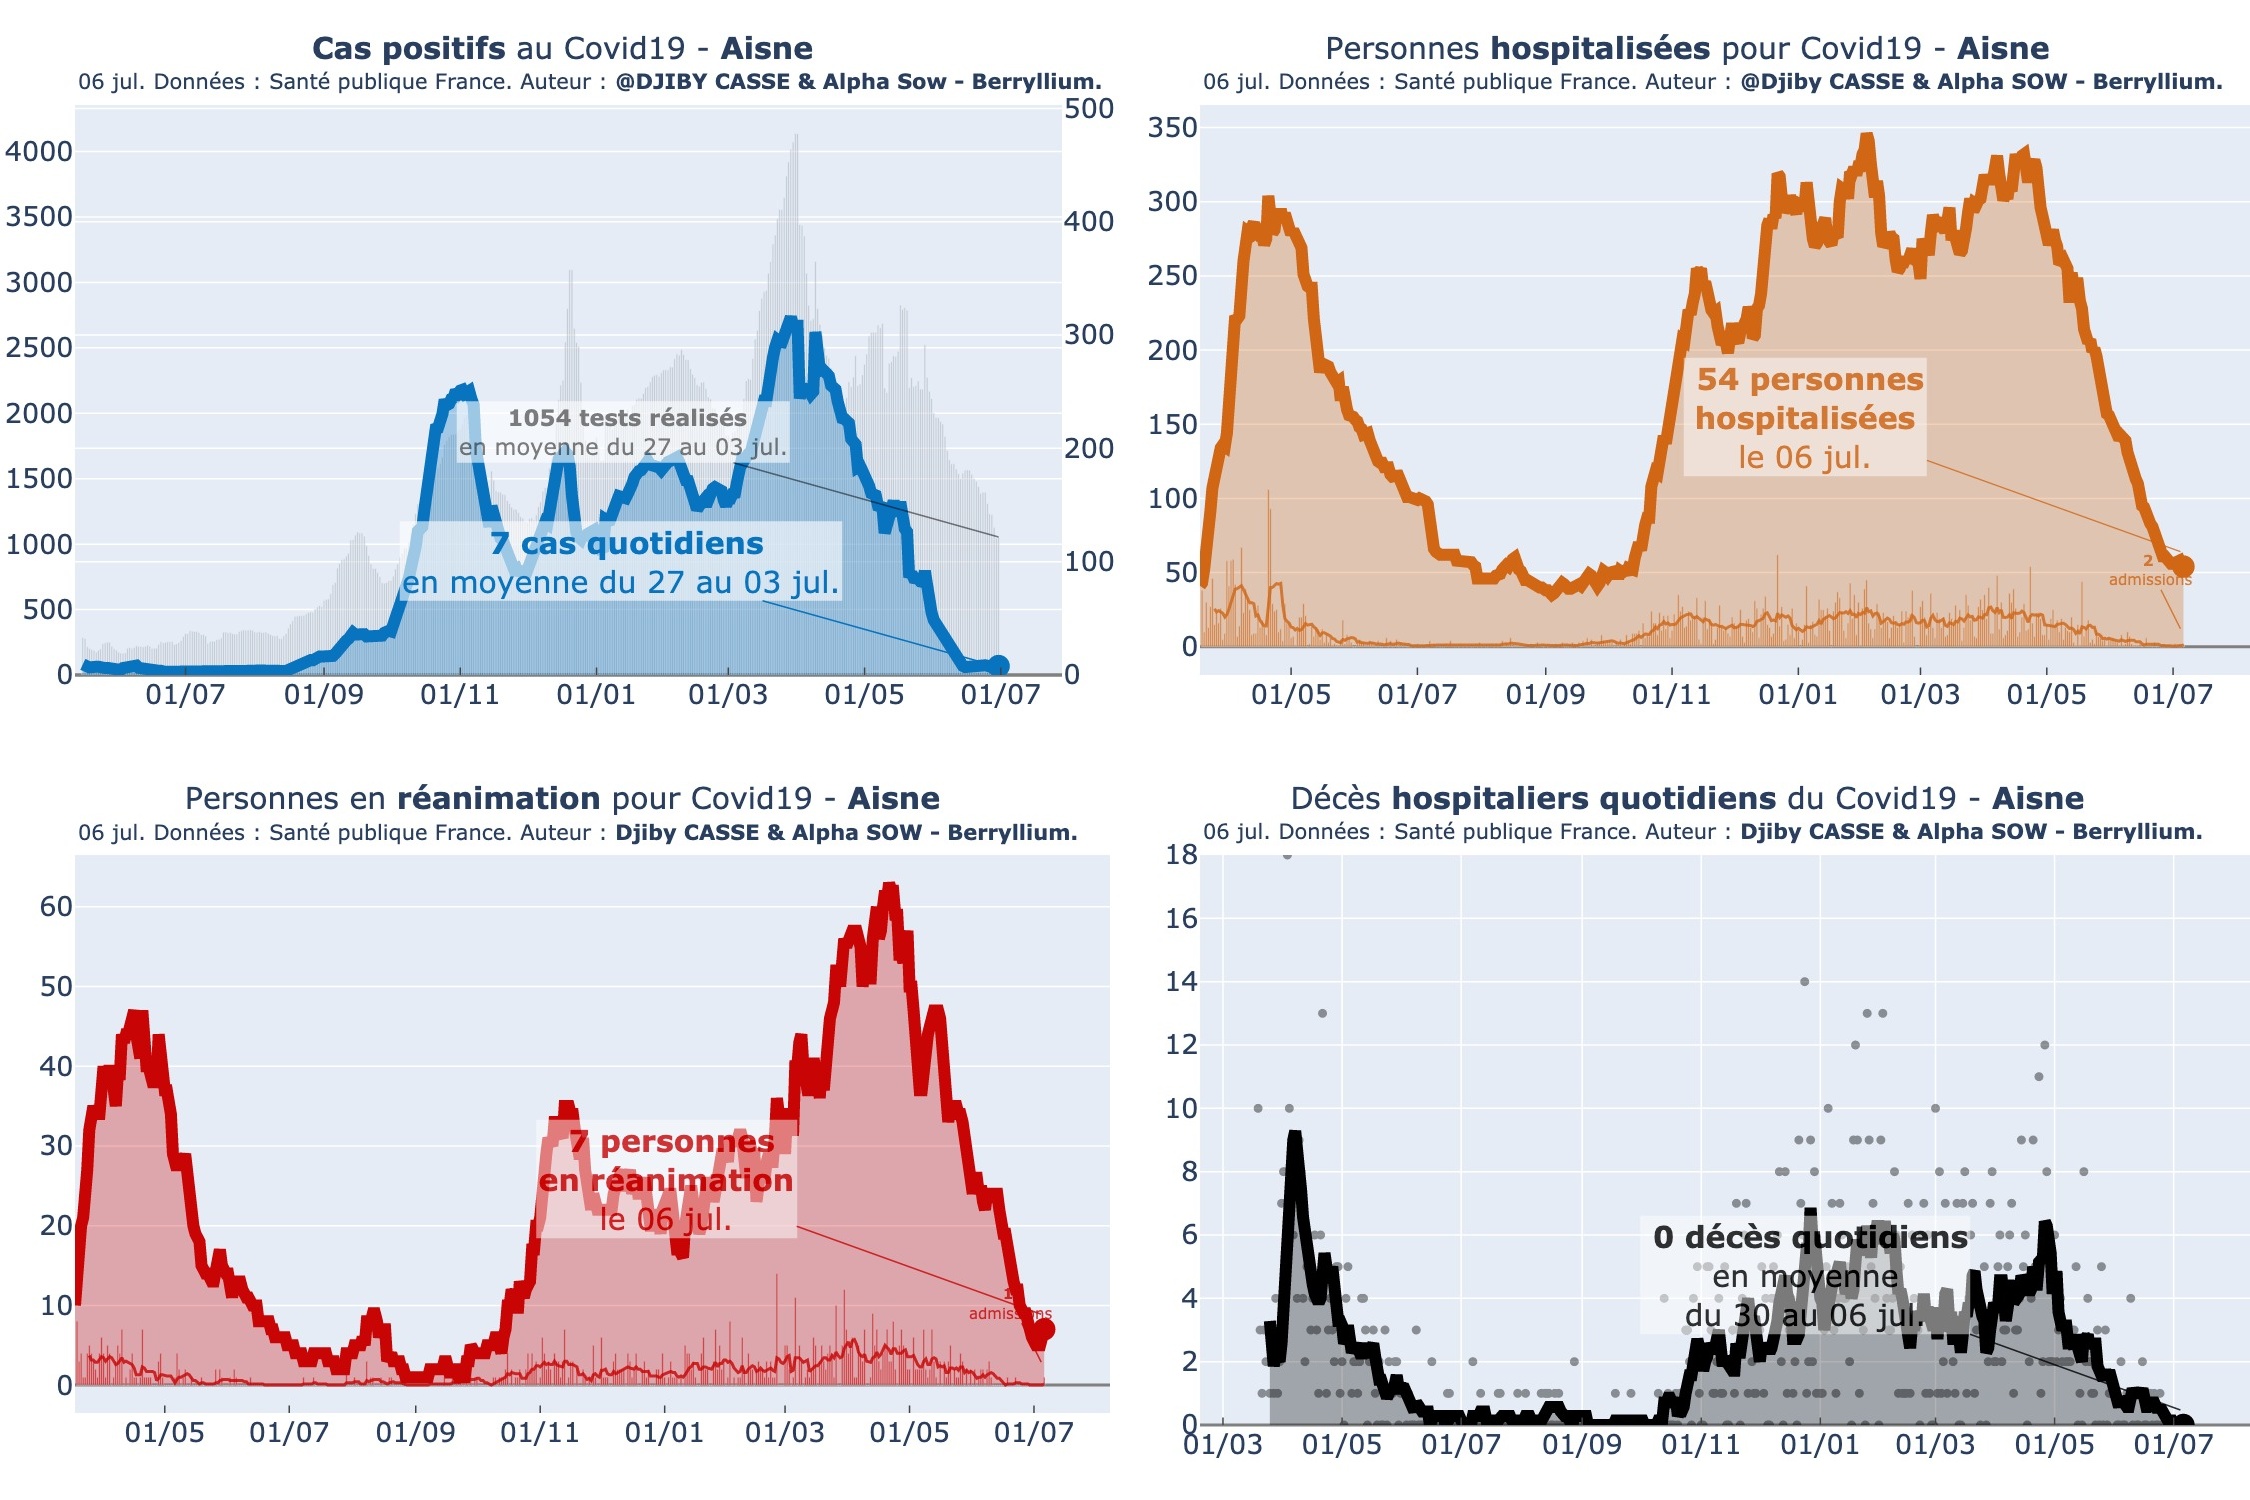 Cas positifs au Covid19 - Aisne
06 jul. Données : Santé publique France. Auteur : @DJIBY CASSE & Alpha Sow - Berryllium.
500
4000
3500
400
3000
300
2500
2000
1054 tests réalisés
en moyenne du 27 au 03 jul.
200
1500
1000
7 cas quotidiens
100
en moyenne du 27 au 03 jul.
500
0
0
01/07 01/09 01/11 01/01 01/03 01/05 01/07
Personnes hospitalisées pour Covid19 - Aisne
06 jul. Données : Santé publique France. Auteur : @Djiby CASSE & Alpha SOW - Berryllium.
350
300
250
200
54 personnes
hospitalisées
le 06 jul.
150
100
50
2
admissions
0
01/05 01/07 01/09 01/11 01/01 01/03 01/05 01/07
Personnes en réanimation pour Covid19 - Aisne
06 jul. Données : Santé publique France. Auteur : Djiby CASSE & Alpha SOW - Berryllium.
60
50
40
30
7 personnes
en réanimation
le 06 jul.
20
10
1
admissions
0
01/05 01/07 01/09 01/11 01/01 01/03 01/05 01/07
Décès hospitaliers quotidiens du Covid19 - Aisne
06 jul. Données : Santé publique France. Auteur : Djiby CASSE & Alpha SOW - Berryllium.
18
16
14
12
10
8
6
0 décès quotidiens
en moyenne
du 30 au 06 jul.
4
2
0
01/03 01/05 01/07 01/09 01/11 01/01 01/03 01/05 01/07